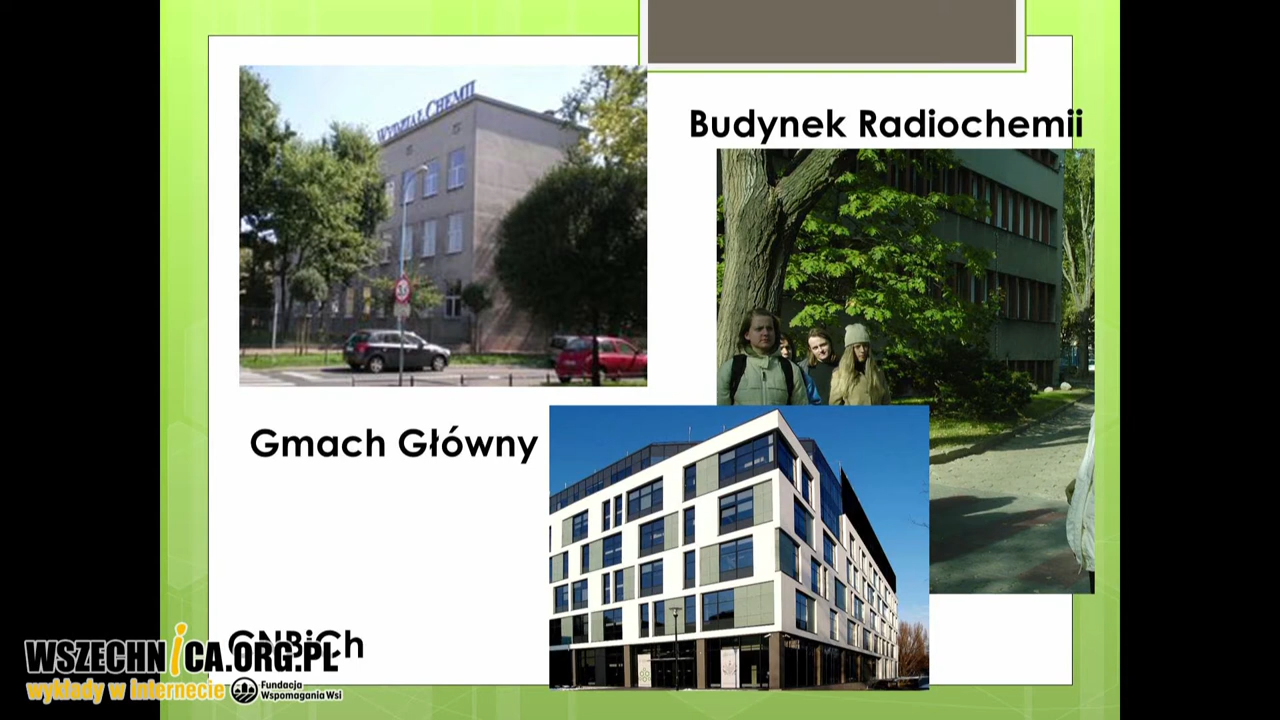 WYDZIAŁ CHEMII
Budynek Radiochemii
Gmach Główny
CNBiCh
WSZECHNICA.ORG.PL
wykłady w Internecie
Fundacja
Wspomagania Wsi